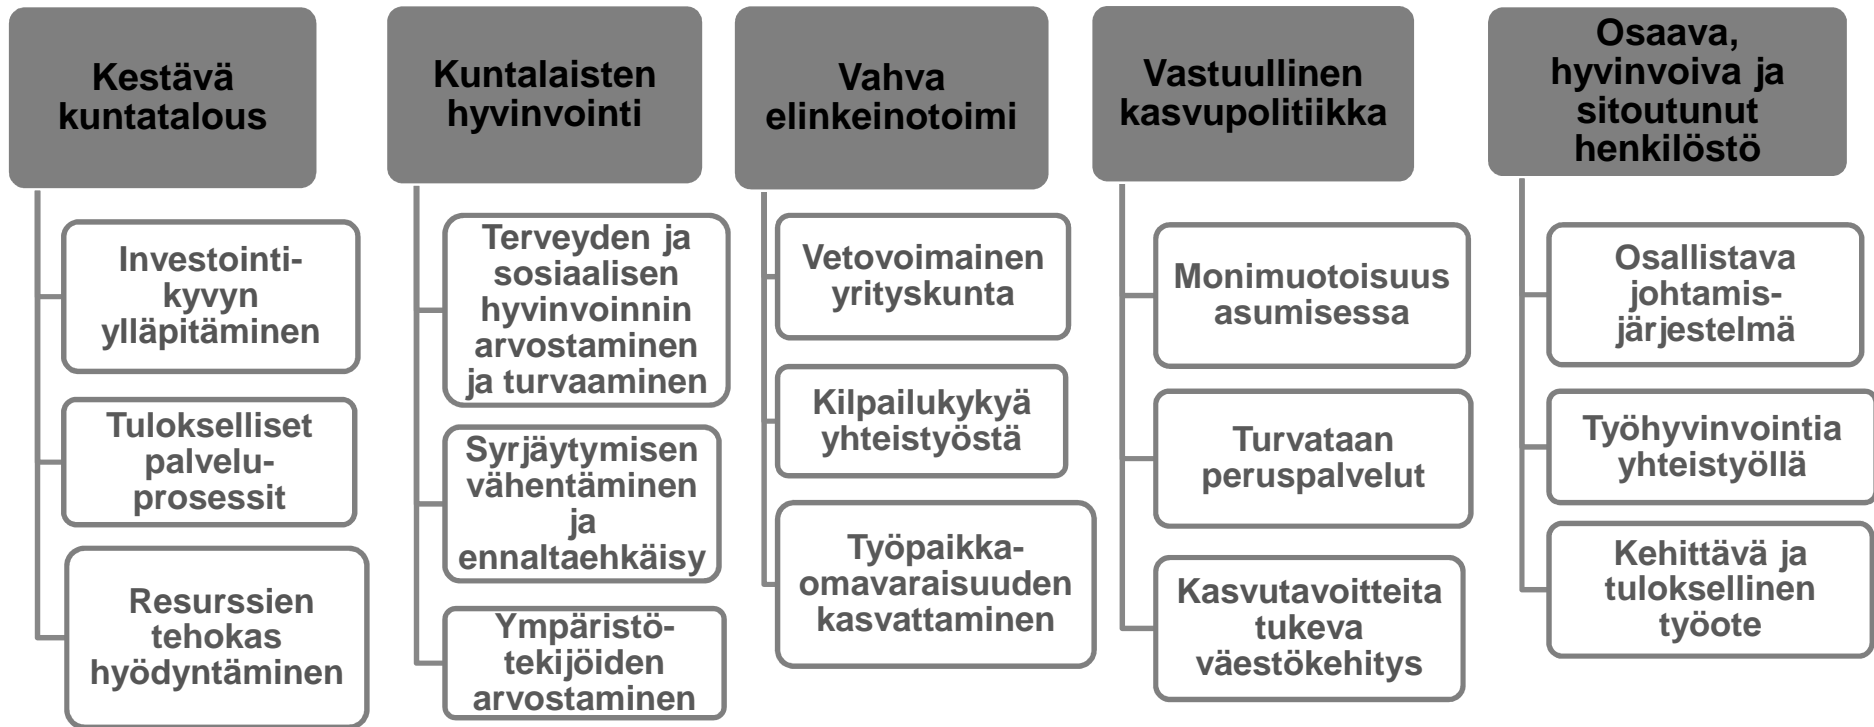 Kestävä
kuntatalous
Investointi-
kyvyn
ylläpitäminen
Tulokselliset
palvelu-
prosessit
Resurssien
tehokas
hyödyntäminen
Kuntalaisten
hyvinvointi
Terveyden ja
sosiaalisen
hyvinvoinnin
arvostaminen
ja turvaaminen
Syrjäytymisen
vähentäminen
ja
ennaltaehkäisy
Ympäristö-
tekijöiden
arvostaminen
Vahva
elinkeinotoimi
Vetovoimainen
yrityskunta
Kilpailukykyä
yhteistyöstä
Työpaikka-
omavaraisuuden
kasvattaminen
Vastuullinen
kasvupolitiikka
Monimuotoisuus
asumisessa
Turvataan
peruspalvelut
Kasvutavoitteita
tukeva
väestökehitys
Osaava,
hyvinvoiva ja
sitoutunut
henkilöstö
Osallistava
johtamis-
järjestelmä
Työhyvinvointia
yhteistyöllä
Kehittävä ja
tuloksellinen
työote